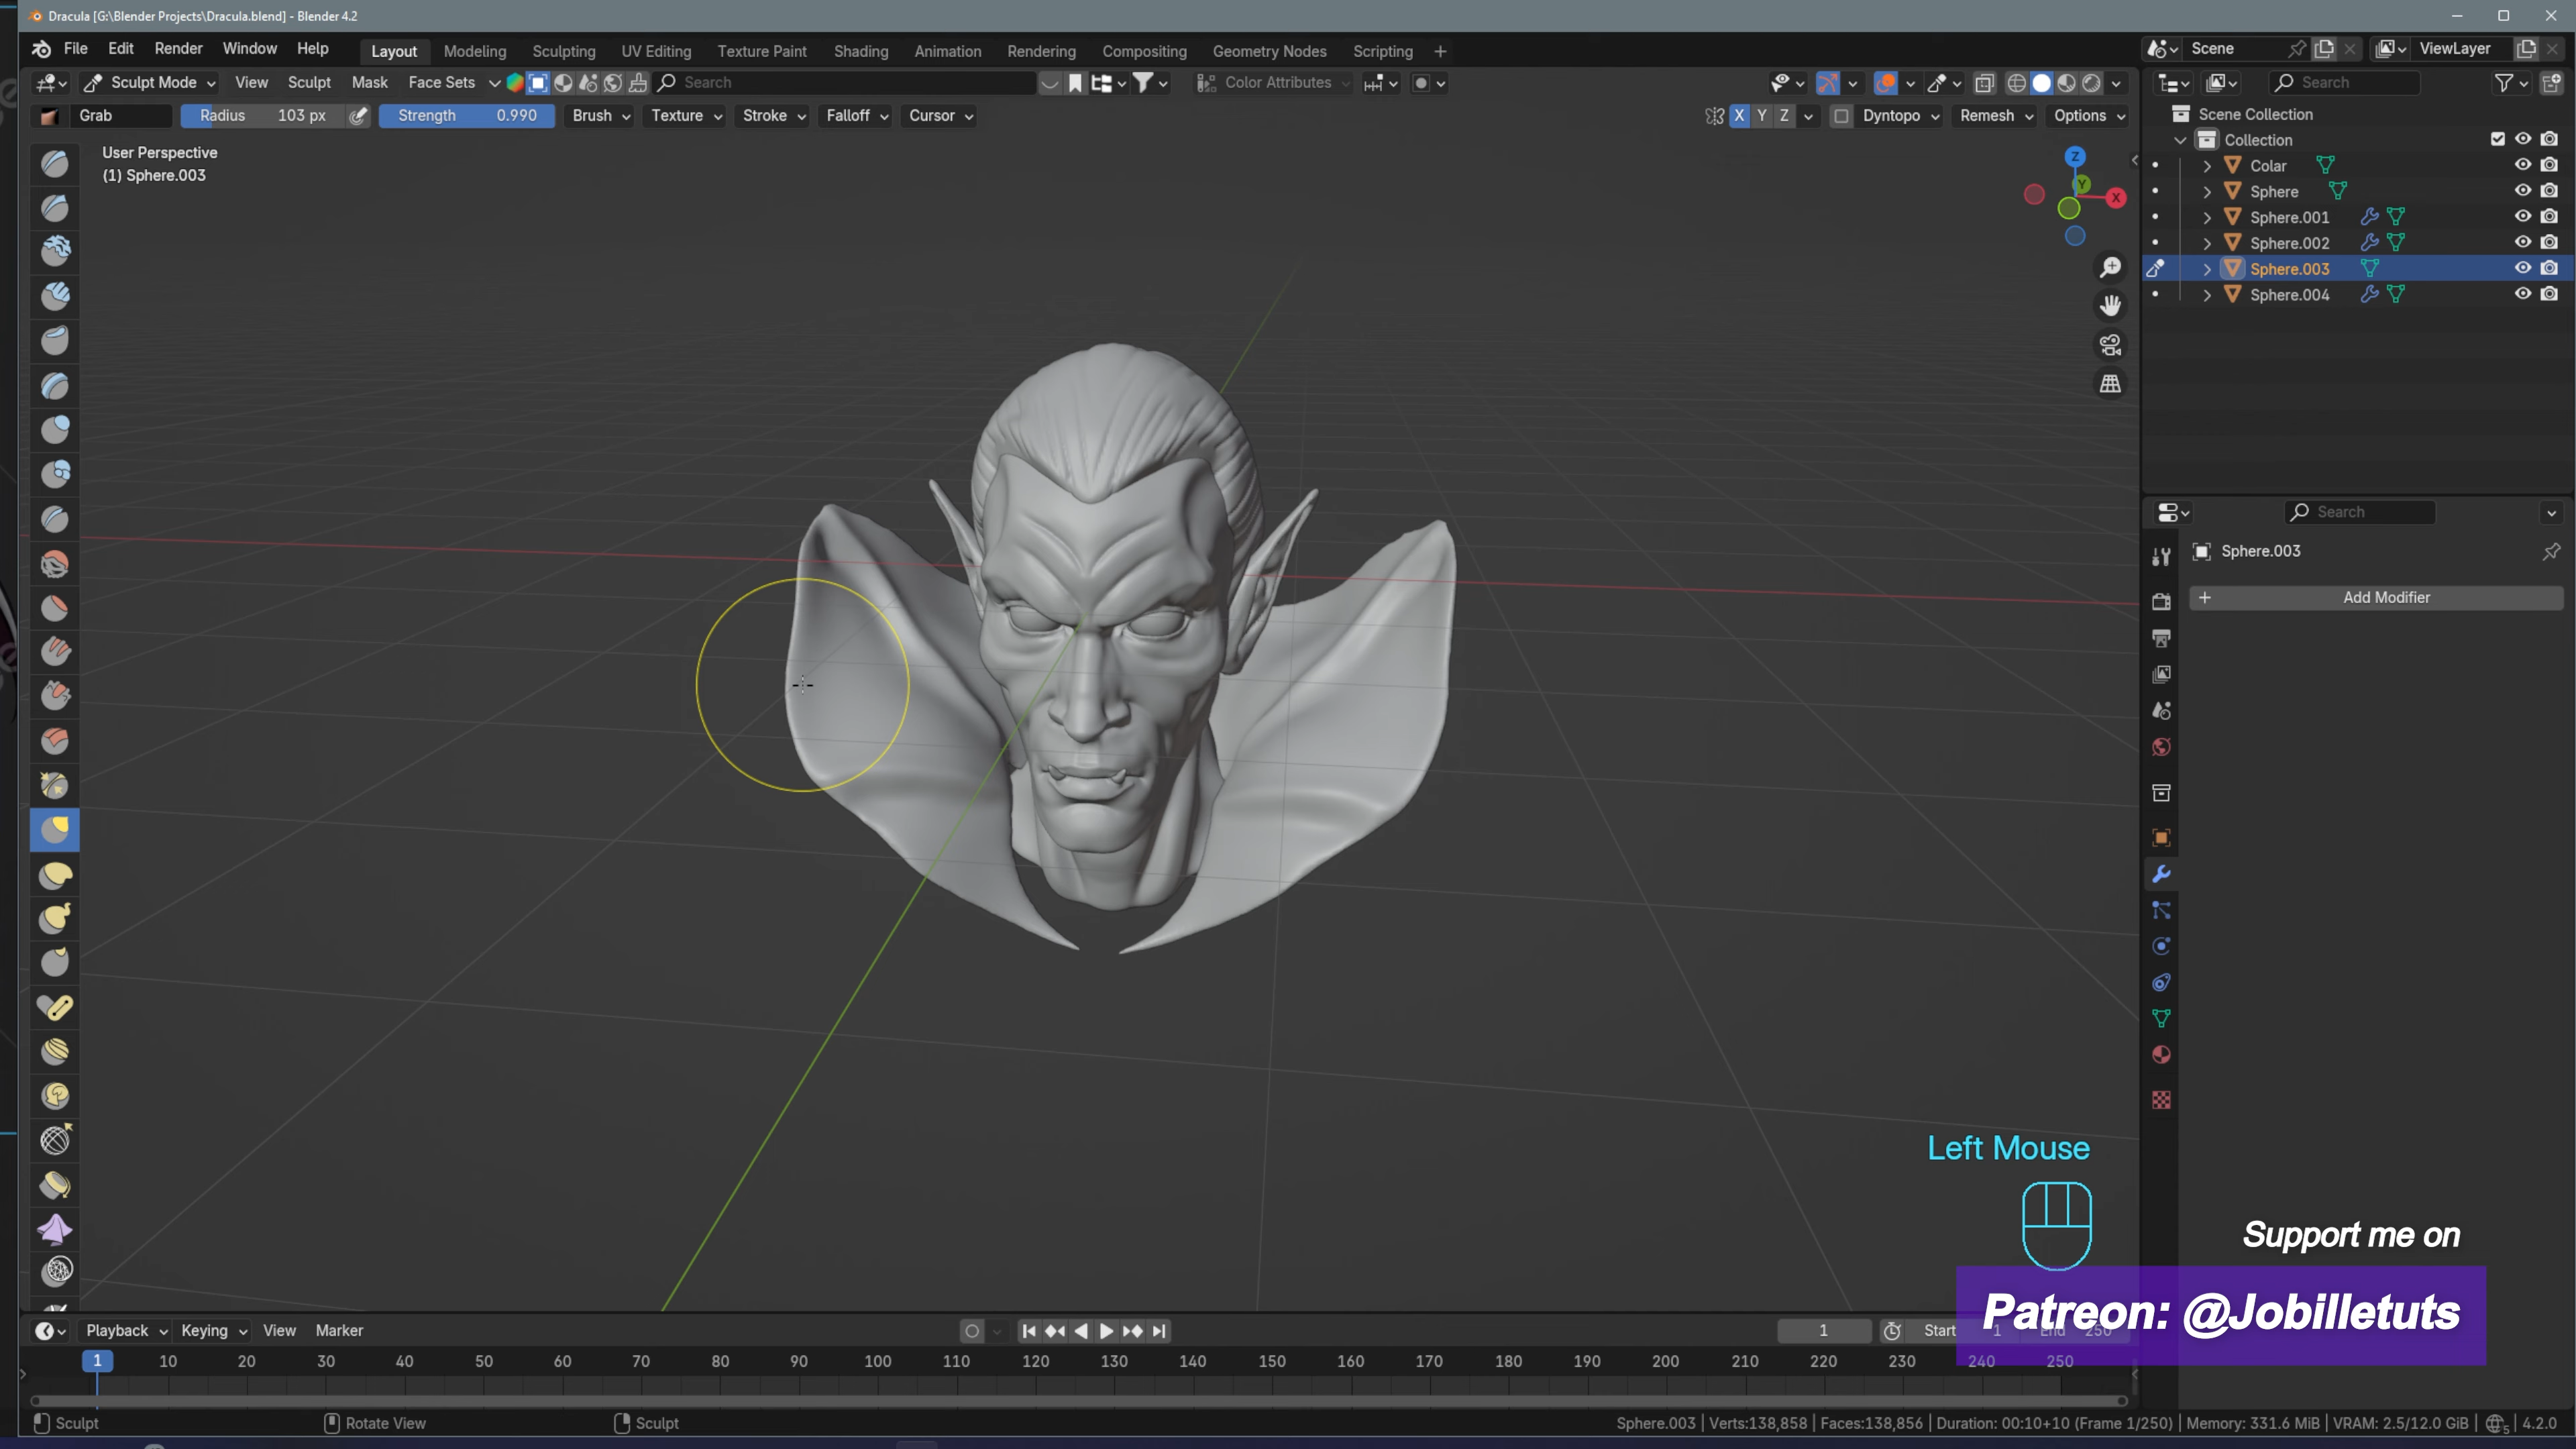 Dracula [G:\Blender Projects\Dracula.blend] - Blender 4.2
File Edit Render Window Help Layout Modeling Sculpting UV Editing Texture Paint Shading Animation Rendering Compositing Geometry Nodes Scripting + Scene ViewLayer
Sculpt Mode View Sculpt Mask Face Sets Search Color Attributes Search
Grab Radius 103 px Strength 0.990 Brush Texture Stroke Falloff Cursor X Y Z Dyntopo Remesh Options
Scene Collection
Collection
Colar
Sphere
Sphere.001
Sphere.002
Sphere.003
Sphere.004
User Perspective
(1) Sphere.003
Z
Y
X
Search
Sphere.003
+ Add Modifier
Left Mouse
Support me on
Patreon: @Jobilletuts
Playback Keying View Marker 1 Start 1 End 250
1 10 20 30 40 50 60 70 80 90 100 110 120 130 140 150 160 170 180 190 200 210 220 230 240 250
Sculpt Rotate View Sculpt Sphere.003 | Verts:138,858 | Faces:138,856 | Duration: 00:10+10 (Frame 1/250) | Memory: 331.6 MiB | VRAM: 2.5/12.0 GiB | 5 | 4.2.0